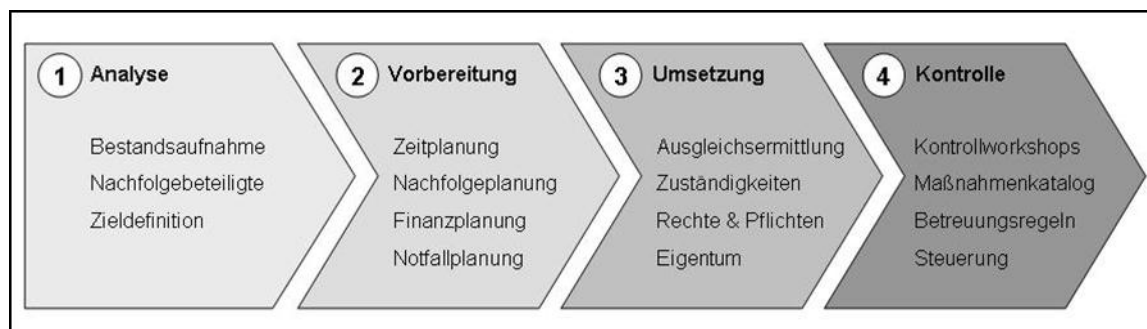 1 Analyse
Bestandsaufnahme
Nachfolgebeteiligte
Zieldefinition
2 Vorbereitung
Zeitplanung
Nachfolgeplanung
Finanzplanung
Notfallplanung
3 Umsetzung
Ausgleichsermittlung
Zuständigkeiten
Rechte & Pflichten
Eigentum
4 Kontrolle
Kontrollworkshops
Maßnahmenkatalog
Betreuungsregeln
Steuerung